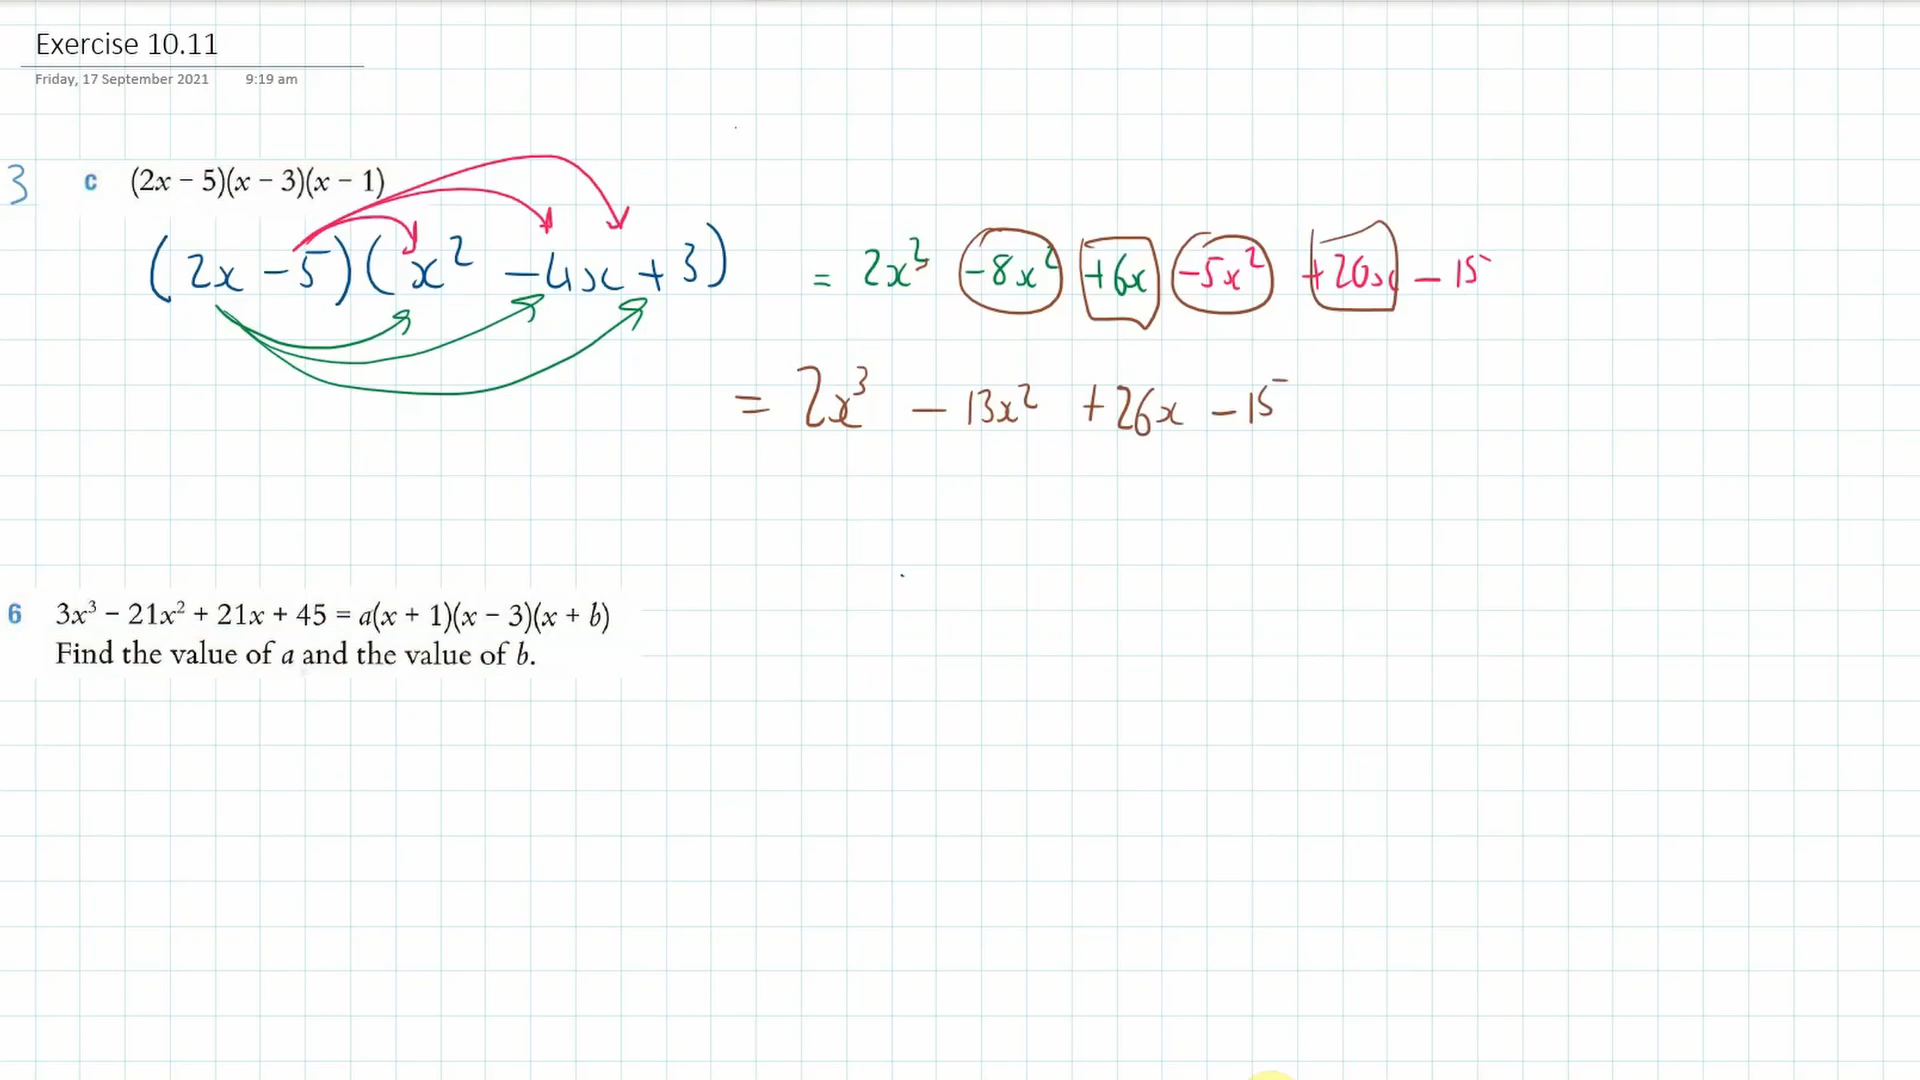 Exercise 10.11
Friday, 17 September 2021 9:19 am
3 c (2x − 5)(x − 3)(x − 1)
(2x − 5)(x² − 4x + 3) = 2x³ − 8x² + 6x − 5x² + 20x − 15
= 2x³ − 13x² + 26x − 15
6 3x³ − 21x² + 21x + 45 = a(x + 1)(x − 3)(x + b)
Find the value of a and the value of b.